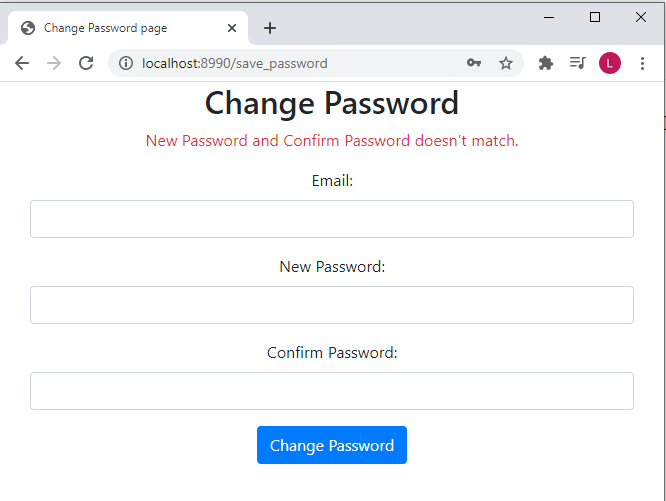 Change Password page
localhost:8990/save_password
L
Change Password
New Password and Confirm Password doesn't match.
Email:
New Password:
Confirm Password:
Change Password